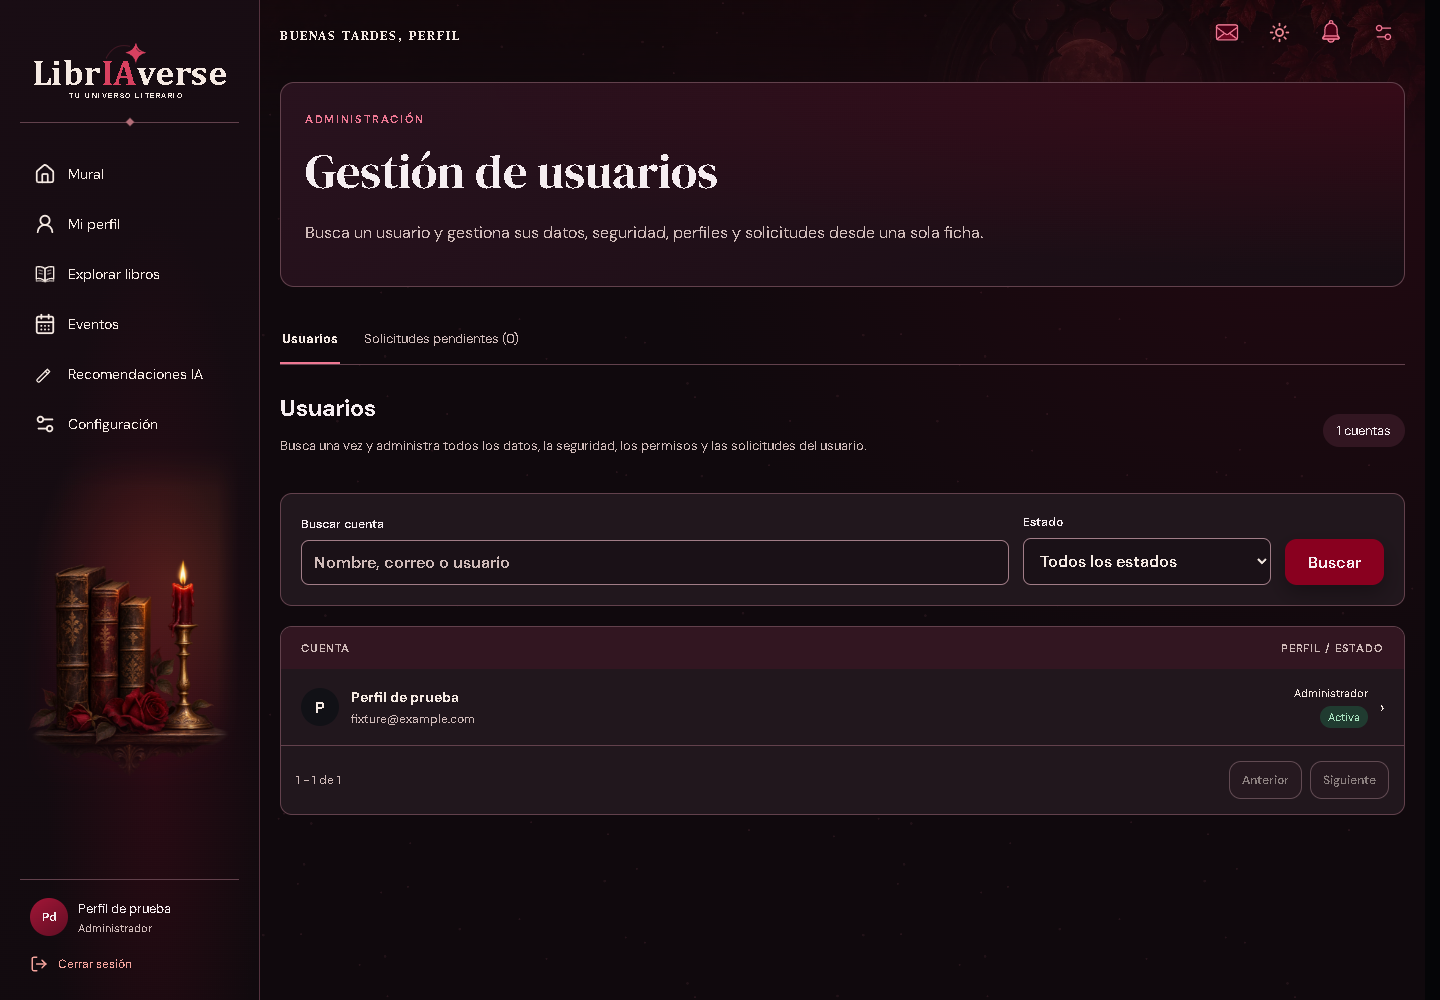 LibrIAverse
TU UNIVERSO LITERARIO
Mural
Mi perfil
Explorar libros
Eventos
Recomendaciones IA
Configuración
Pd
Perfil de prueba
Administrador
Cerrar sesión
BUENAS TARDES, PERFIL
ADMINISTRACIÓN
Gestión de usuarios
Busca un usuario y gestiona sus datos, seguridad, perfiles y solicitudes desde una sola ficha.
Usuarios
Solicitudes pendientes (0)
Usuarios
Busca una vez y administra todos los datos, la seguridad, los permisos y las solicitudes del usuario.
1 cuentas
Buscar cuenta
Nombre, correo o usuario
Estado
Todos los estados
Buscar
CUENTA
PERFIL / ESTADO
P
Perfil de prueba
fixture@example.com
Administrador
Activa
1–1 de 1
Anterior
Siguiente